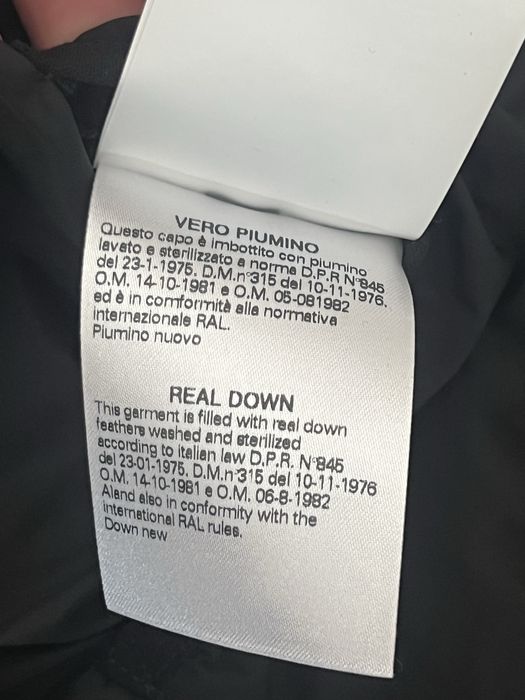 VERO PIUMINO
Questo capo è imbottito con piumino
lavato e sterilizzato a norma D.P.R N°845
del 23-1-1975. D.M.n°315 del 10-11-1976.
O.M. 14-10-1981 e O.M. 05-081982
ed è in comformità alla normativa
internazionale RAL.
Piumino nuovo
REAL DOWN
This garment is filled with real down
feathers washed and sterilized
according to italian law D.P.R. N°845
del 23-01-1975. D.M.n°315 del 10-11-1976
O.M. 14-10-1981 e O.M. 06-8-1982
Aland also in conformity with the
international RAL rules.
Down new